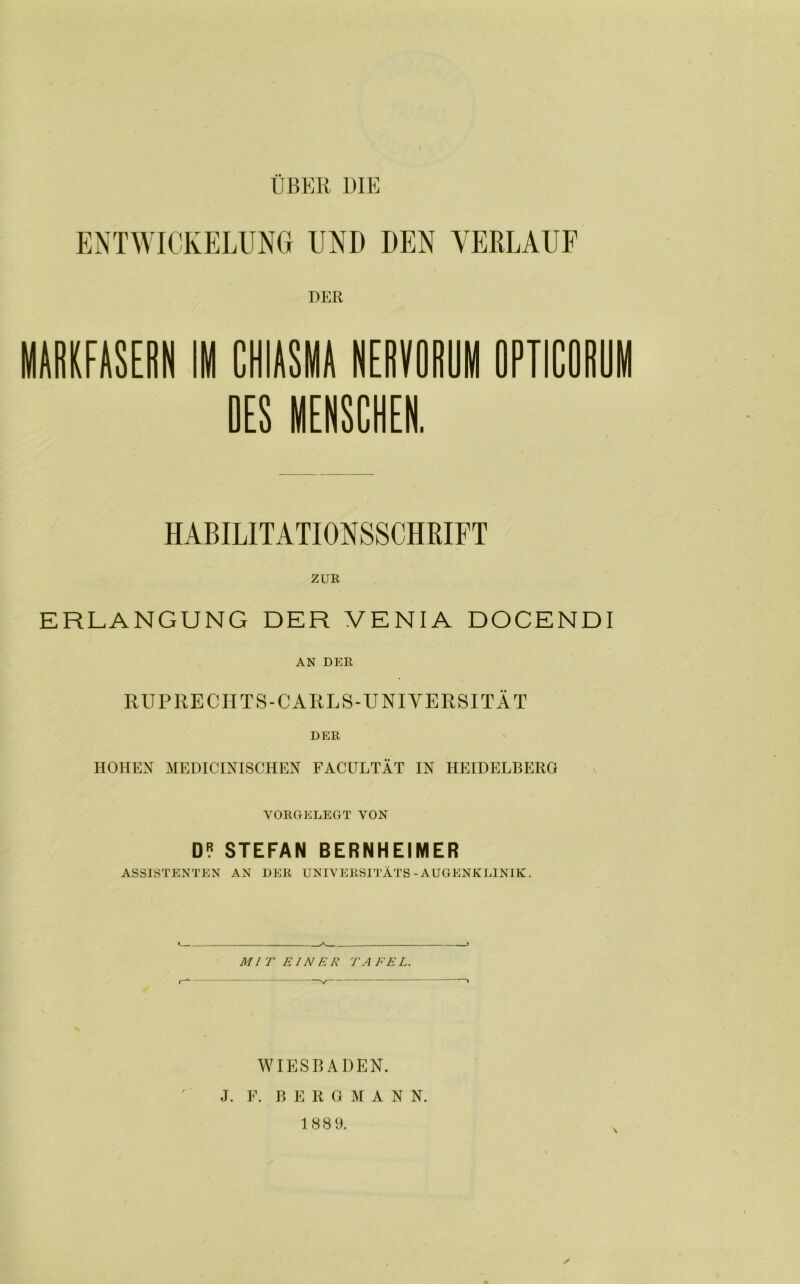 ÜBER DIE
ENTWICKELUNG UND DEN VERLAUF
DER
MARKFASERN IM CHIASMA NERVORUM OPTICORUM
DES MENSCHEN.
HABILITATIONSSCHRIFT
ZUR
ERLANGUNG DER VENIA DOCENDI
AN DER
RUPRECHTS-CARLS-UNIVERSITÄT
DER
HOHEN MEDICINISCHEN FACULTÄT IN HEIDELBERG
VORGELEGT VON
DR STEFAN BERNHEIMER
ASSISTENTEN AN DER UNIVERSITÄTS-AUGENKLINIK.
MIT EINER TAFEL.
WIESBADEN.
J. F. BERGMANN.
1889.